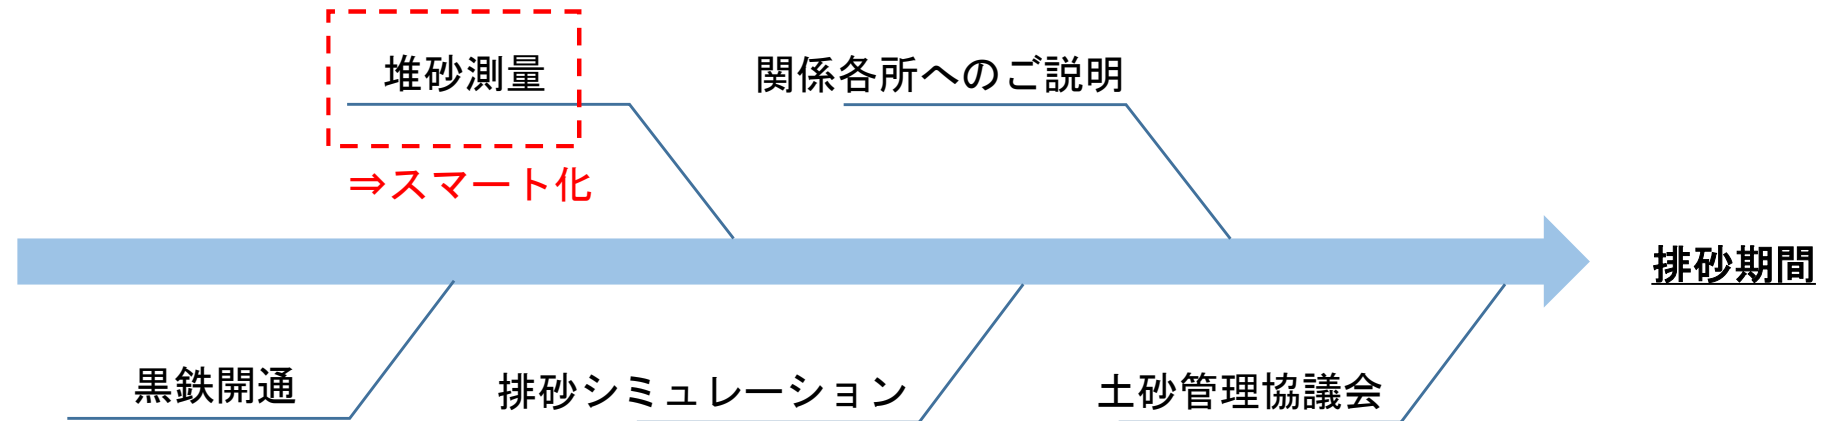 堆砂測量
関係各所へのご説明
⇒スマート化
排砂期間
黒鉄開通
排砂シミュレーション
土砂管理協議会